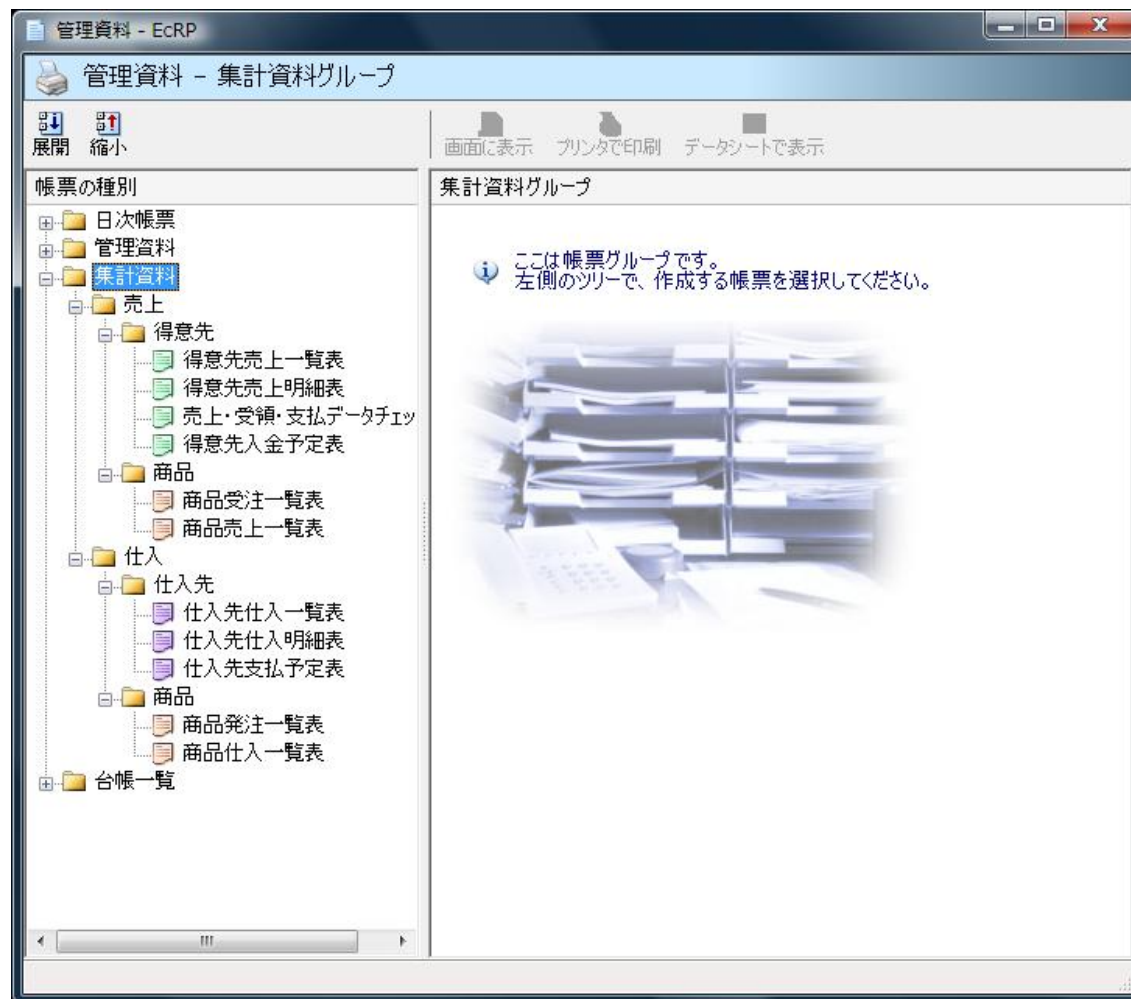 管理資料 - EcRP
管理資料 － 集計資料グループ
展開 縮小
画面に表示 プリンタで印刷 データシートで表示
帳票の種別
日次帳票
管理資料
集計資料
売上
得意先
得意先売上一覧表
得意先売上明細表
売上・受領・支払データチェッ
得意先入金予定表
商品
商品受注一覧表
商品売上一覧表
仕入
仕入先
仕入先仕入一覧表
仕入先仕入明細表
仕入先支払予定表
商品
商品発注一覧表
商品仕入一覧表
台帳一覧
集計資料グループ
ここは帳票グループです。
左側のツリーで、作成する帳票を選択してください。